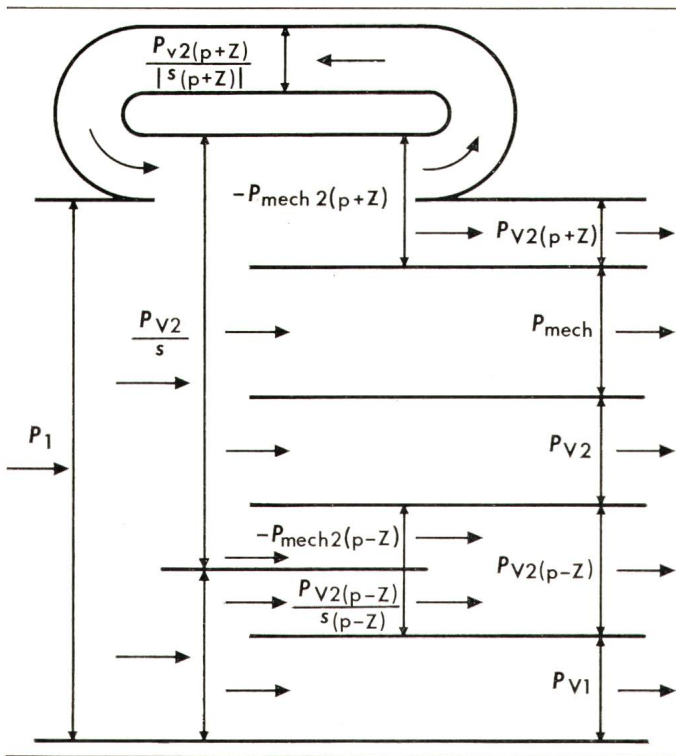 P_v2(p+Z)
|s(p+Z)|
-P_mech 2(p+Z)
P_V2(p+Z)
P_V2
s
P_mech
P_1
P_V2
-P_mech2(p-Z)
P_V2(p-Z)
P_V2(p-Z)
s(p-Z)
P_V1